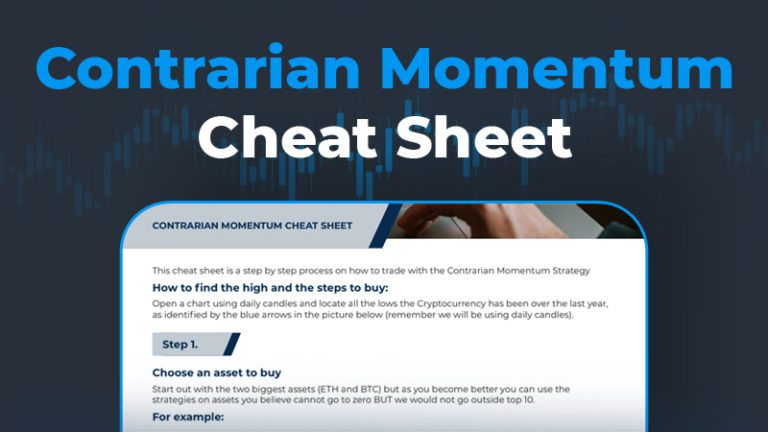 Contrarian Momentum
Cheat Sheet
CONTRARIAN MOMENTUM CHEAT SHEET
This cheat sheet is a step by step process on how to trade with the Contrarian Momentum Strategy
How to find the high and the steps to buy:
Open a chart using daily candles and locate all the lows the Cryptocurrency has been over the last year,
as identified by the blue arrows in the picture below (remember we will be using daily candles).
Step 1.
Choose an asset to buy
Start out with the two biggest assets (ETH and BTC) but as you become better you can use the
strategies on assets you believe cannot go to zero BUT we would not go outside top 10.
For example: